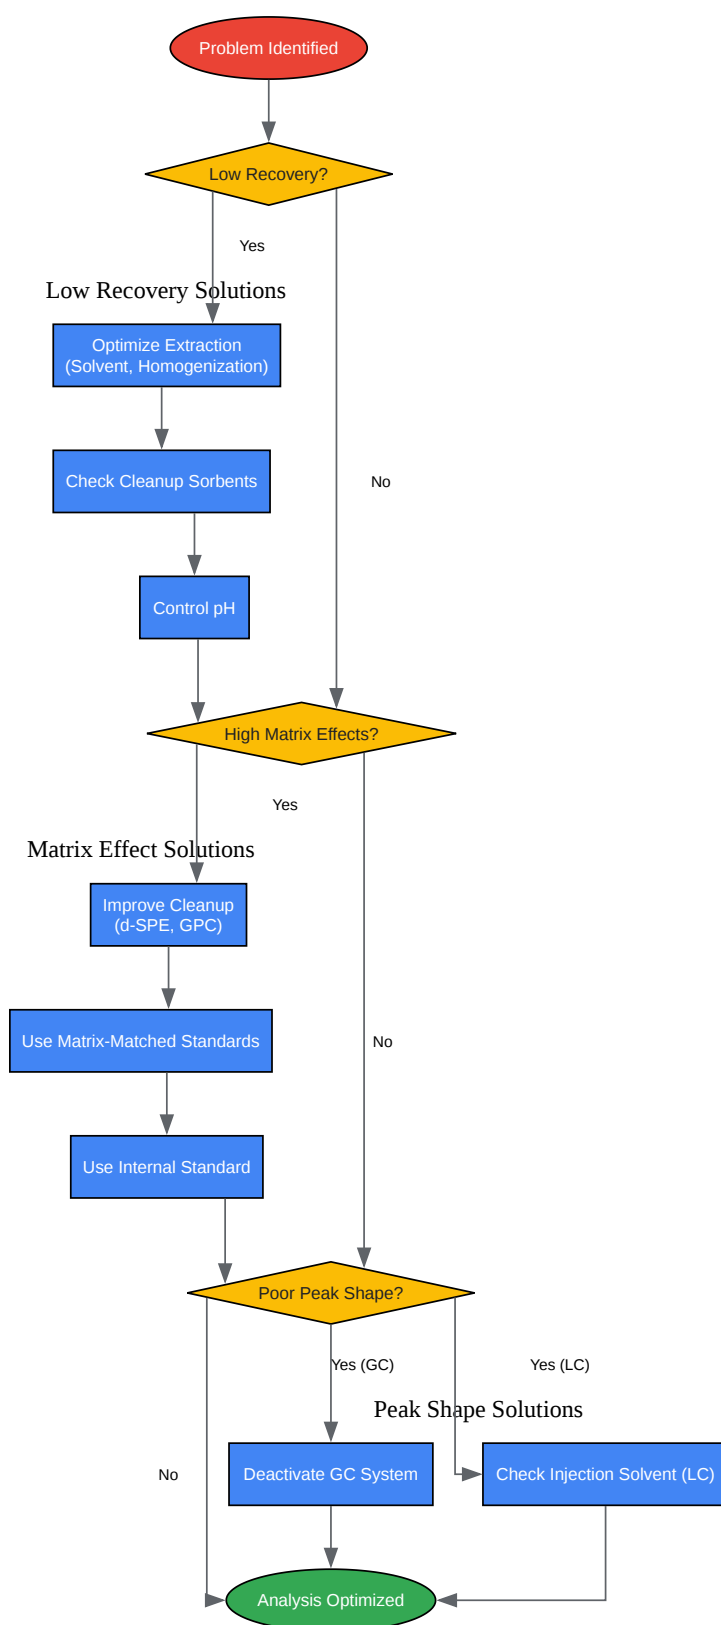 Problem Identified
Low Recovery?
Yes
Low Recovery Solutions
Optimize Extraction
(Solvent, Homogenization)
No
Check Cleanup Sorbents
Control pH
High Matrix Effects?
Yes
Matrix Effect Solutions
Improve Cleanup
(d-SPE, GPC)
No
Use Matrix-Matched Standards
Use Internal Standard
Poor Peak Shape?
Yes (GC)
Yes (LC)
Peak Shape Solutions
No
Deactivate GC System
Check Injection Solvent (LC)
Analysis Optimized